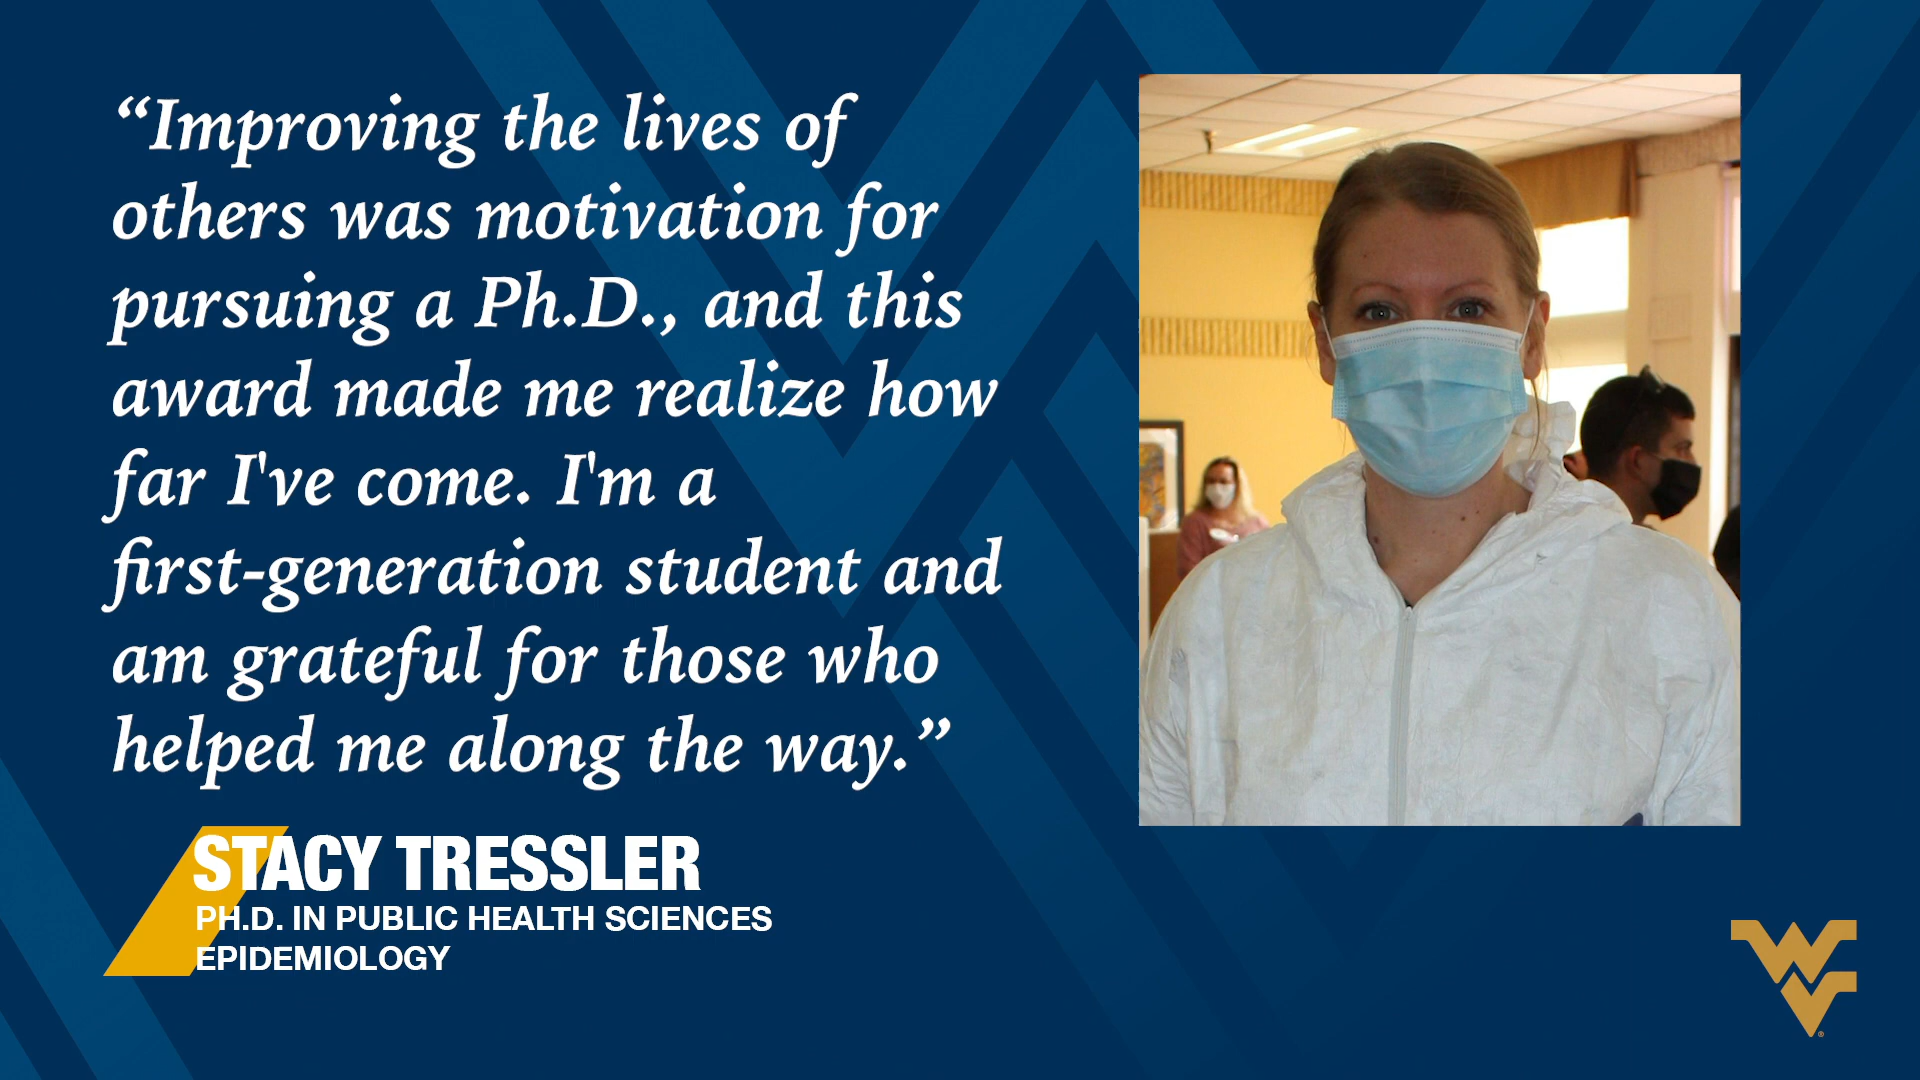 “Improving the lives of
others was motivation for
pursuing a Ph.D., and this
award made me realize how
far I've come. I'm a
first-generation student and
am grateful for those who
helped me along the way.”
STACY TRESSLER
PH.D. IN PUBLIC HEALTH SCIENCES
EPIDEMIOLOGY
WV
®